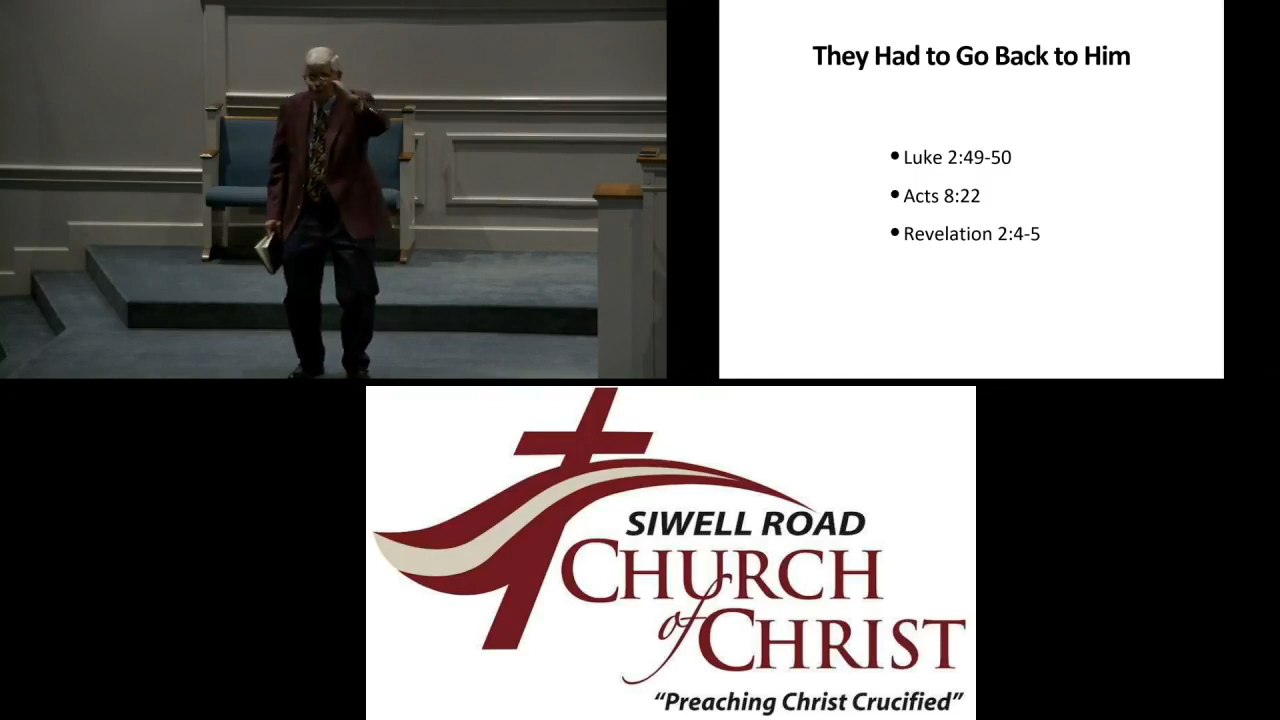 They Had to Go Back to Him
• Luke 2:49-50
• Acts 8:22
• Revelation 2:4-5
SIWELL ROAD
CHURCH
of CHRIST
“Preaching Christ Crucified”